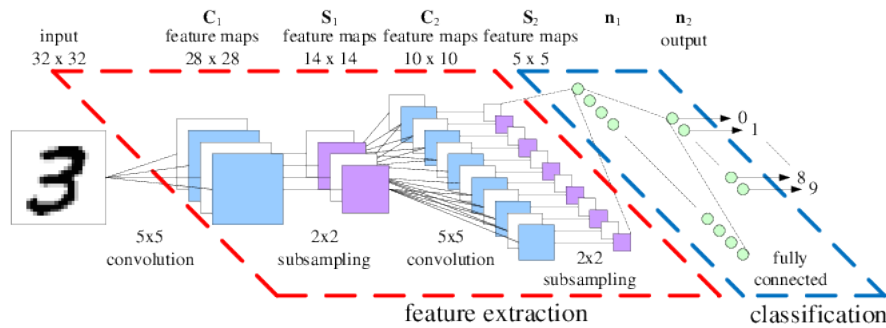 C1 S1 C2 S2 n1 n2
input feature maps feature maps feature maps feature maps output
32 x 32 28 x 28 14 x 14 10 x 10 5 x 5
0
1
8
9
5x5 2x2 5x5 2x2 fully
convolution subsampling convolution subsampling connected
feature extraction classification